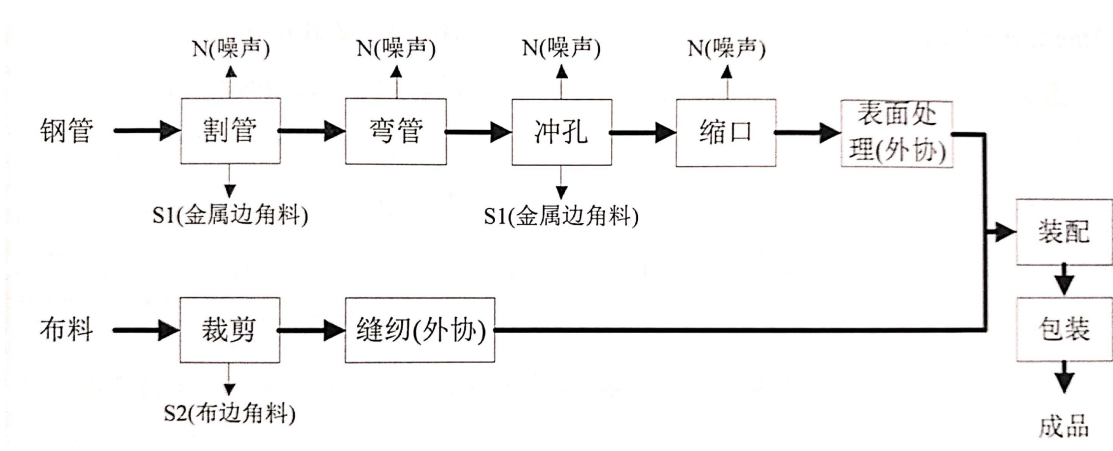 N(噪声) N(噪声) N(噪声) N(噪声)
钢管 割管 弯管 冲孔 缩口 表面处
理(外协)
S1(金属边角料) S1(金属边角料)
装配
布料 裁剪 缝纫(外协) 包装
S2(布边角料)
成品